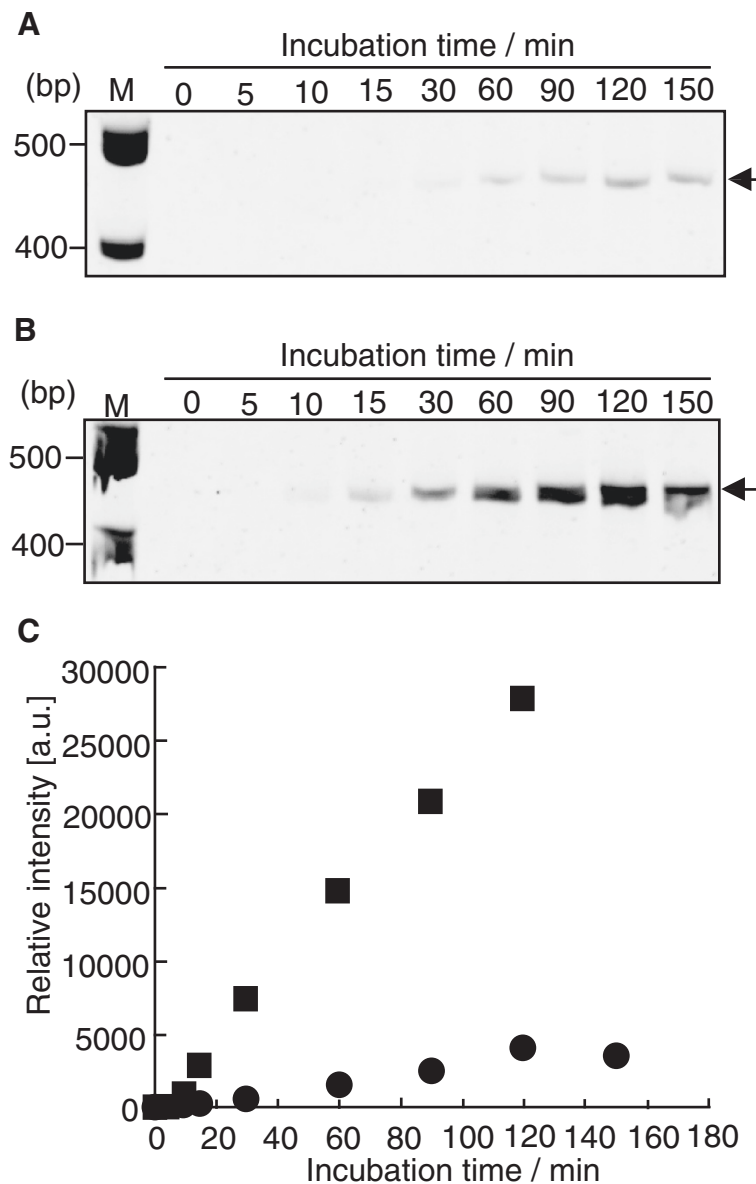 A
Incubation time / min
(bp) M 0 5 10 15 30 60 90 120 150
500
400
B
Incubation time / min
(bp) M 0 5 10 15 30 60 90 120 150
500
400
C
30000
25000
20000
15000
10000
5000
0
Relative intensity [a.u.]
0 20 40 60 80 100 120 140 160 180
Incubation time / min